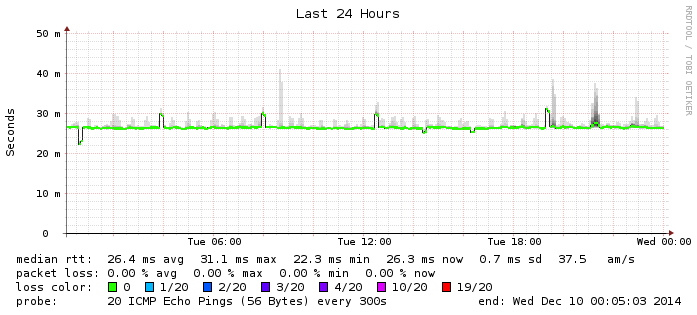 Last 24 Hours
RRDTOOL / TOBI OETIKER
Seconds
50 m
40 m
30 m
20 m
10 m
0
Tue 06:00 Tue 12:00 Tue 18:00 Wed 00:00
median rtt: 26.4 ms avg 31.1 ms max 22.3 ms min 26.3 ms now 0.7 ms sd 37.5 am/s
packet loss: 0.00 % avg 0.00 % max 0.00 % min 0.00 % now
loss color: 0 1/20 2/20 3/20 4/20 10/20 19/20
probe: 20 ICMP Echo Pings (56 Bytes) every 300s end: Wed Dec 10 00:05:03 2014